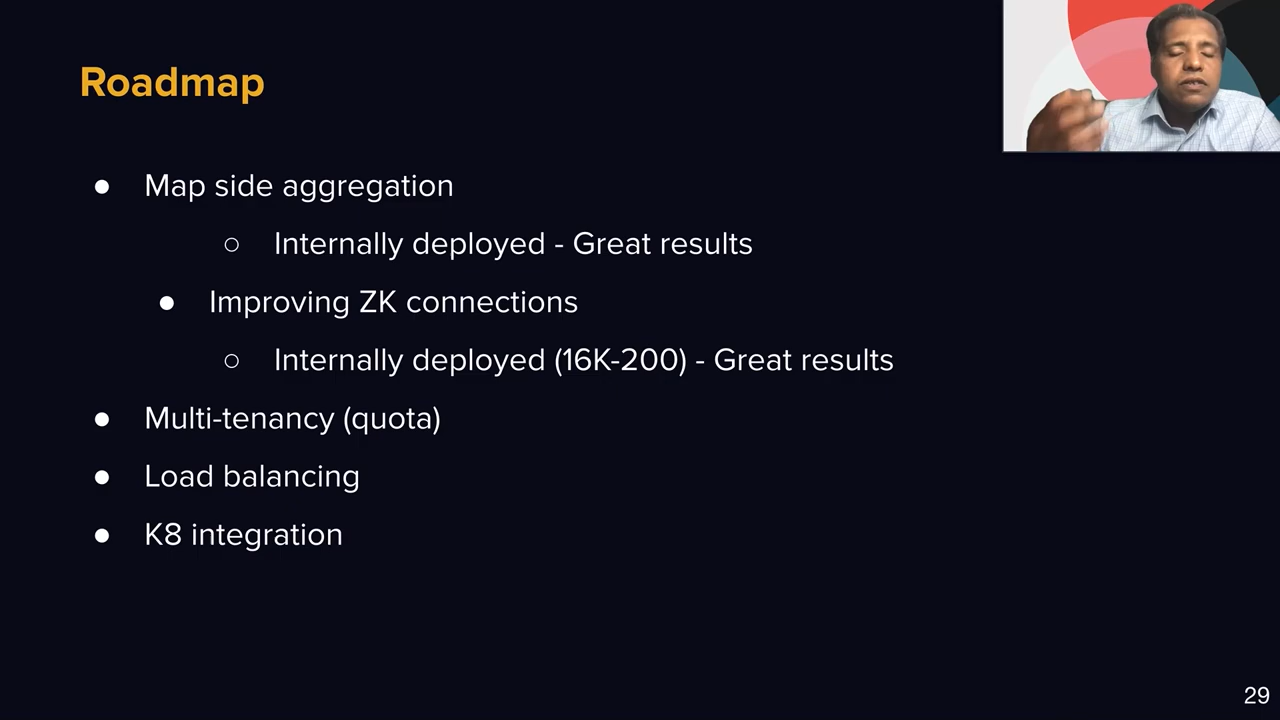 Roadmap
● Map side aggregation
○ Internally deployed - Great results
● Improving ZK connections
○ Internally deployed (16K-200) - Great results
● Multi-tenancy (quota)
● Load balancing
● K8 integration
29